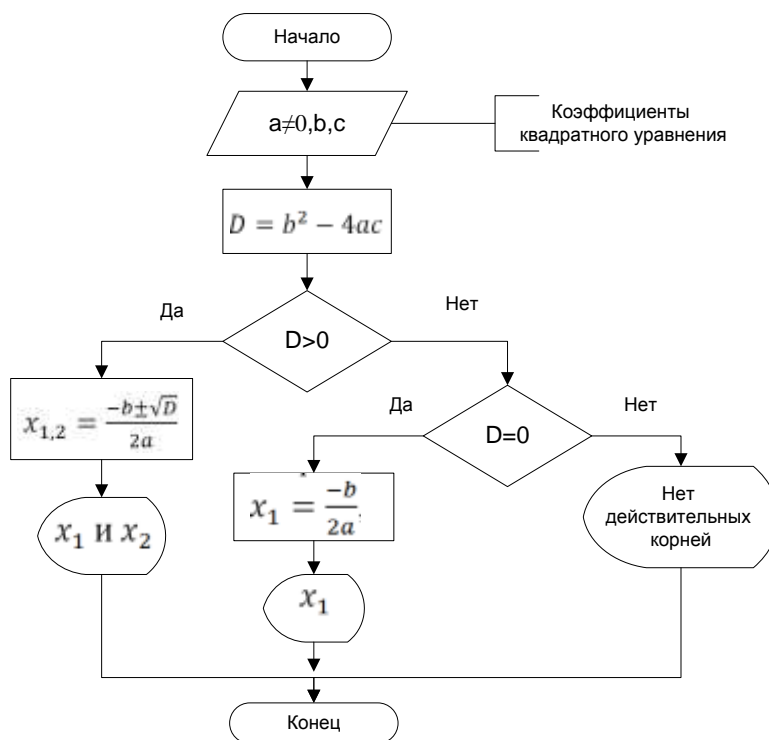 Начало
a≠0,b,c
Коэффициенты
квадратного уравнения
D = b² − 4ac
Да
Нет
D>0
x₁,₂ = (−b±√D)/2a
Да
Нет
D=0
x₁ и x₂
x₁ = −b/2a,
Нет
действительных
корней
x₁
Конец